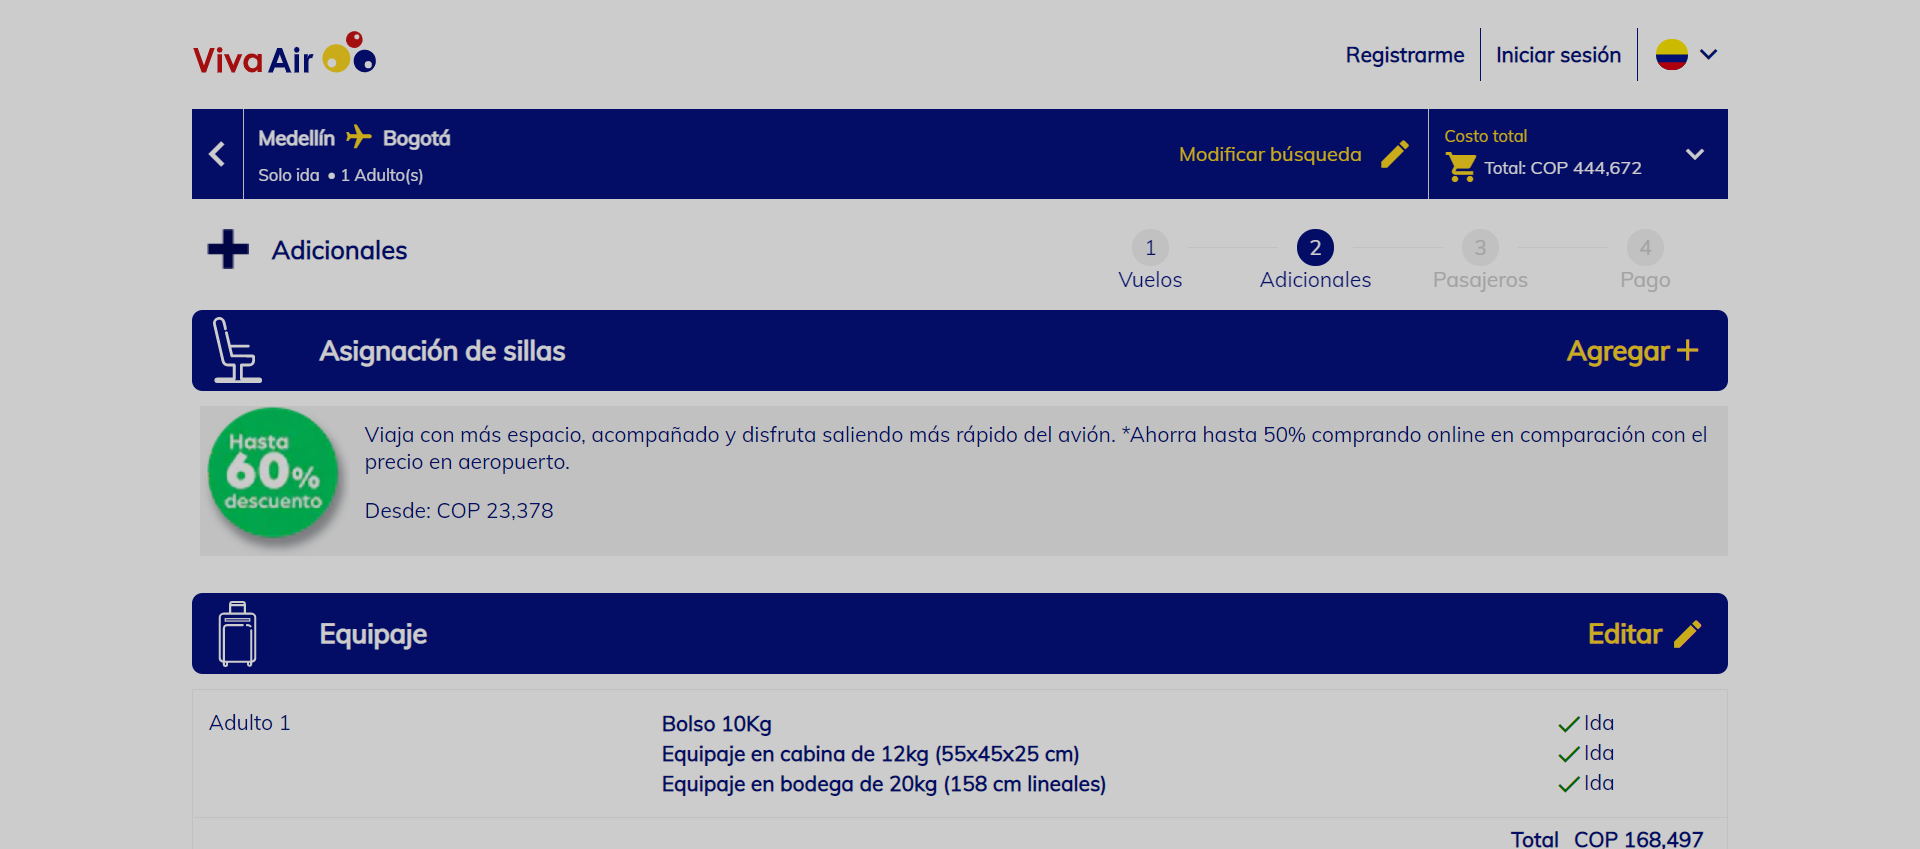 Viva Air
Registrarme
Iniciar sesión
Medellín Bogotá
Solo ida • 1 Adulto(s)
Modificar búsqueda
Costo total
Total: COP 444,672
Adicionales
1
Vuelos
2
Adicionales
3
Pasajeros
4
Pago
Asignación de sillas
Agregar +
Hasta
60%
descuento
Viaja con más espacio, acompañado y disfruta saliendo más rápido del avión. *Ahorra hasta 50% comprando online en comparación con el
precio en aeropuerto.
Desde: COP 23,378
Equipaje
Editar
Adulto 1
Bolso 10Kg
Ida
Equipaje en cabina de 12kg (55x45x25 cm)
Ida
Equipaje en bodega de 20kg (158 cm lineales)
Ida
Total COP 168,497